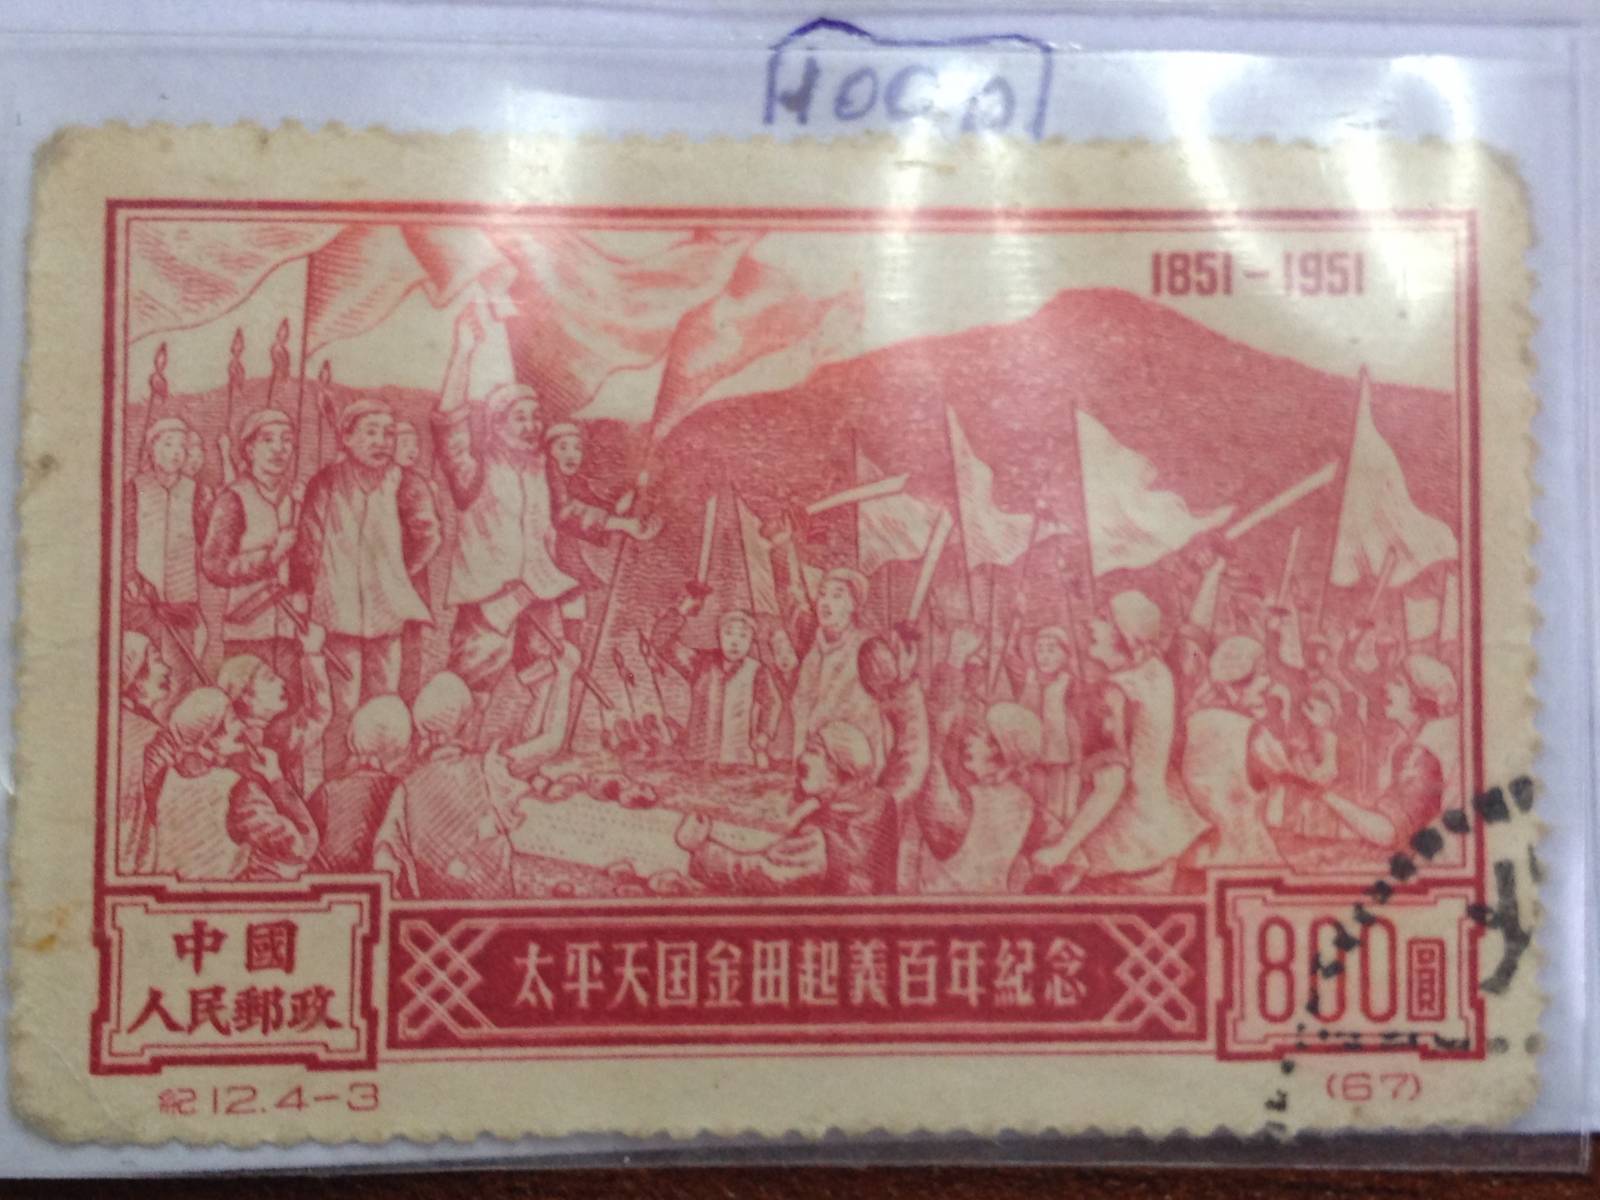 400р
1851-1951
中國
人民郵政
太平天国金田起義百年紀念
800圓
紀12.4-3
(67)